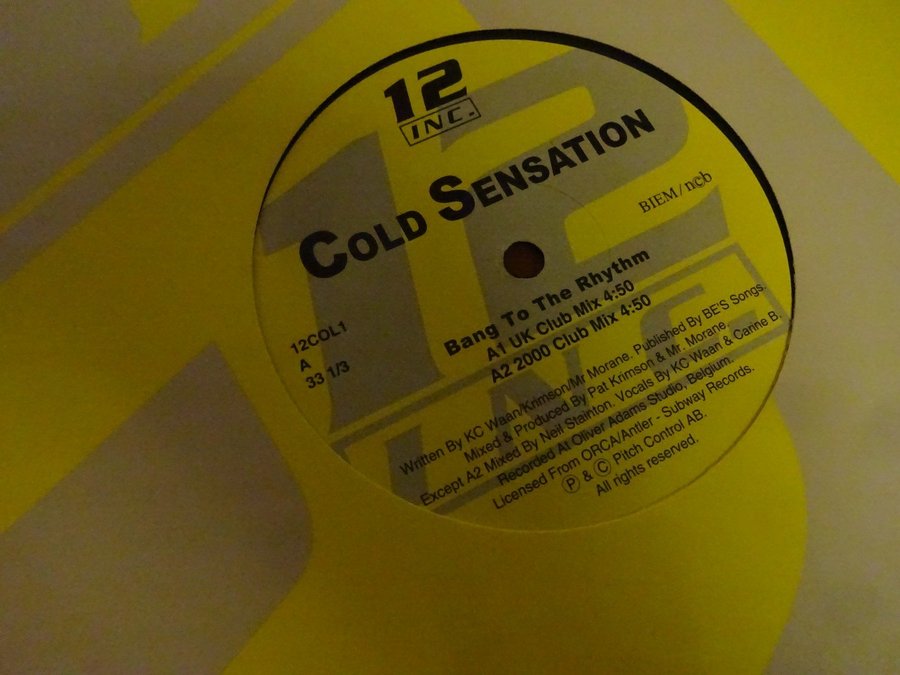 12
INC.
COLD SENSATION
BIEM / n©b
12COL1
A
33 1/3
Bang To The Rhythm
A1 UK Club Mix 4:50
A2 2000 Club Mix 4:50
Written By KC Waan/Krimson/Mr Morane. Published By BE'S Songs.
Mixed & Produced By Pat Krimson & Mr. Morane.
Except A2 Mixed By Neil Stainton. Vocals By KC Waan & Carine B.
Recorded At Oliver Adams Studio, Belgium.
Licensed From ORCA/Antler - Subway Records.
Ⓟ & © Pitch Control AB.
All rights reserved.
12
INC.